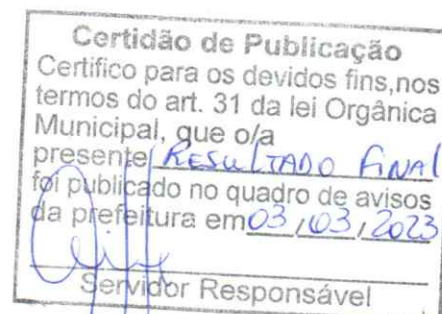 Certidão de Publicação
Certifico para os devidos fins,nos
termos do art. 31 da lei Orgânica
Municipal, que o/a
presente RESULTADO FINAL
foi publicado no quadro de avisos
da prefeitura em 03 / 03 / 2023
Servidor Responsável